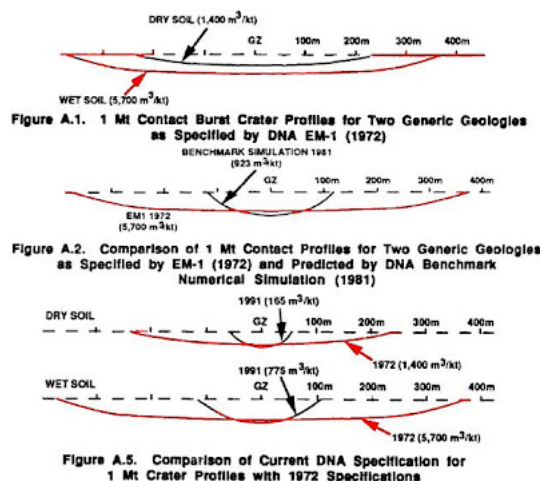 DRY SOIL (1,400 m³/kt)
GZ 100m 200m 300m 400m
WET SOIL (5,700 m³/kt)
Figure A.1. 1 Mt Contact Burst Crater Profiles for Two Generic Geologies
as Specified by DNA EM-1 (1972)
BENCHMARK SIMULATION 1981
(923 m³/kt)
GZ 100m 200m 300m 400m
EM1 1972
(5,700 m³/kt)
Figure A.2. Comparison of 1 Mt Contact Profiles for Two Generic Geologies
as Specified by EM-1 (1972) and Predicted by DNA Benchmark
Numerical Simulation (1981)
DRY SOIL
1991 (165 m³/kt)
GZ 100m 200m 300m 400m
1972 (1,400 m³/kt)
WET SOIL
1991 (775 m³/kt)
GZ 100m 200m 300m 400m
1972 (5,700 m³/kt)
Figure A.5. Comparison of Current DNA Specification for
1 Mt Crater Profiles with 1972 Specifications